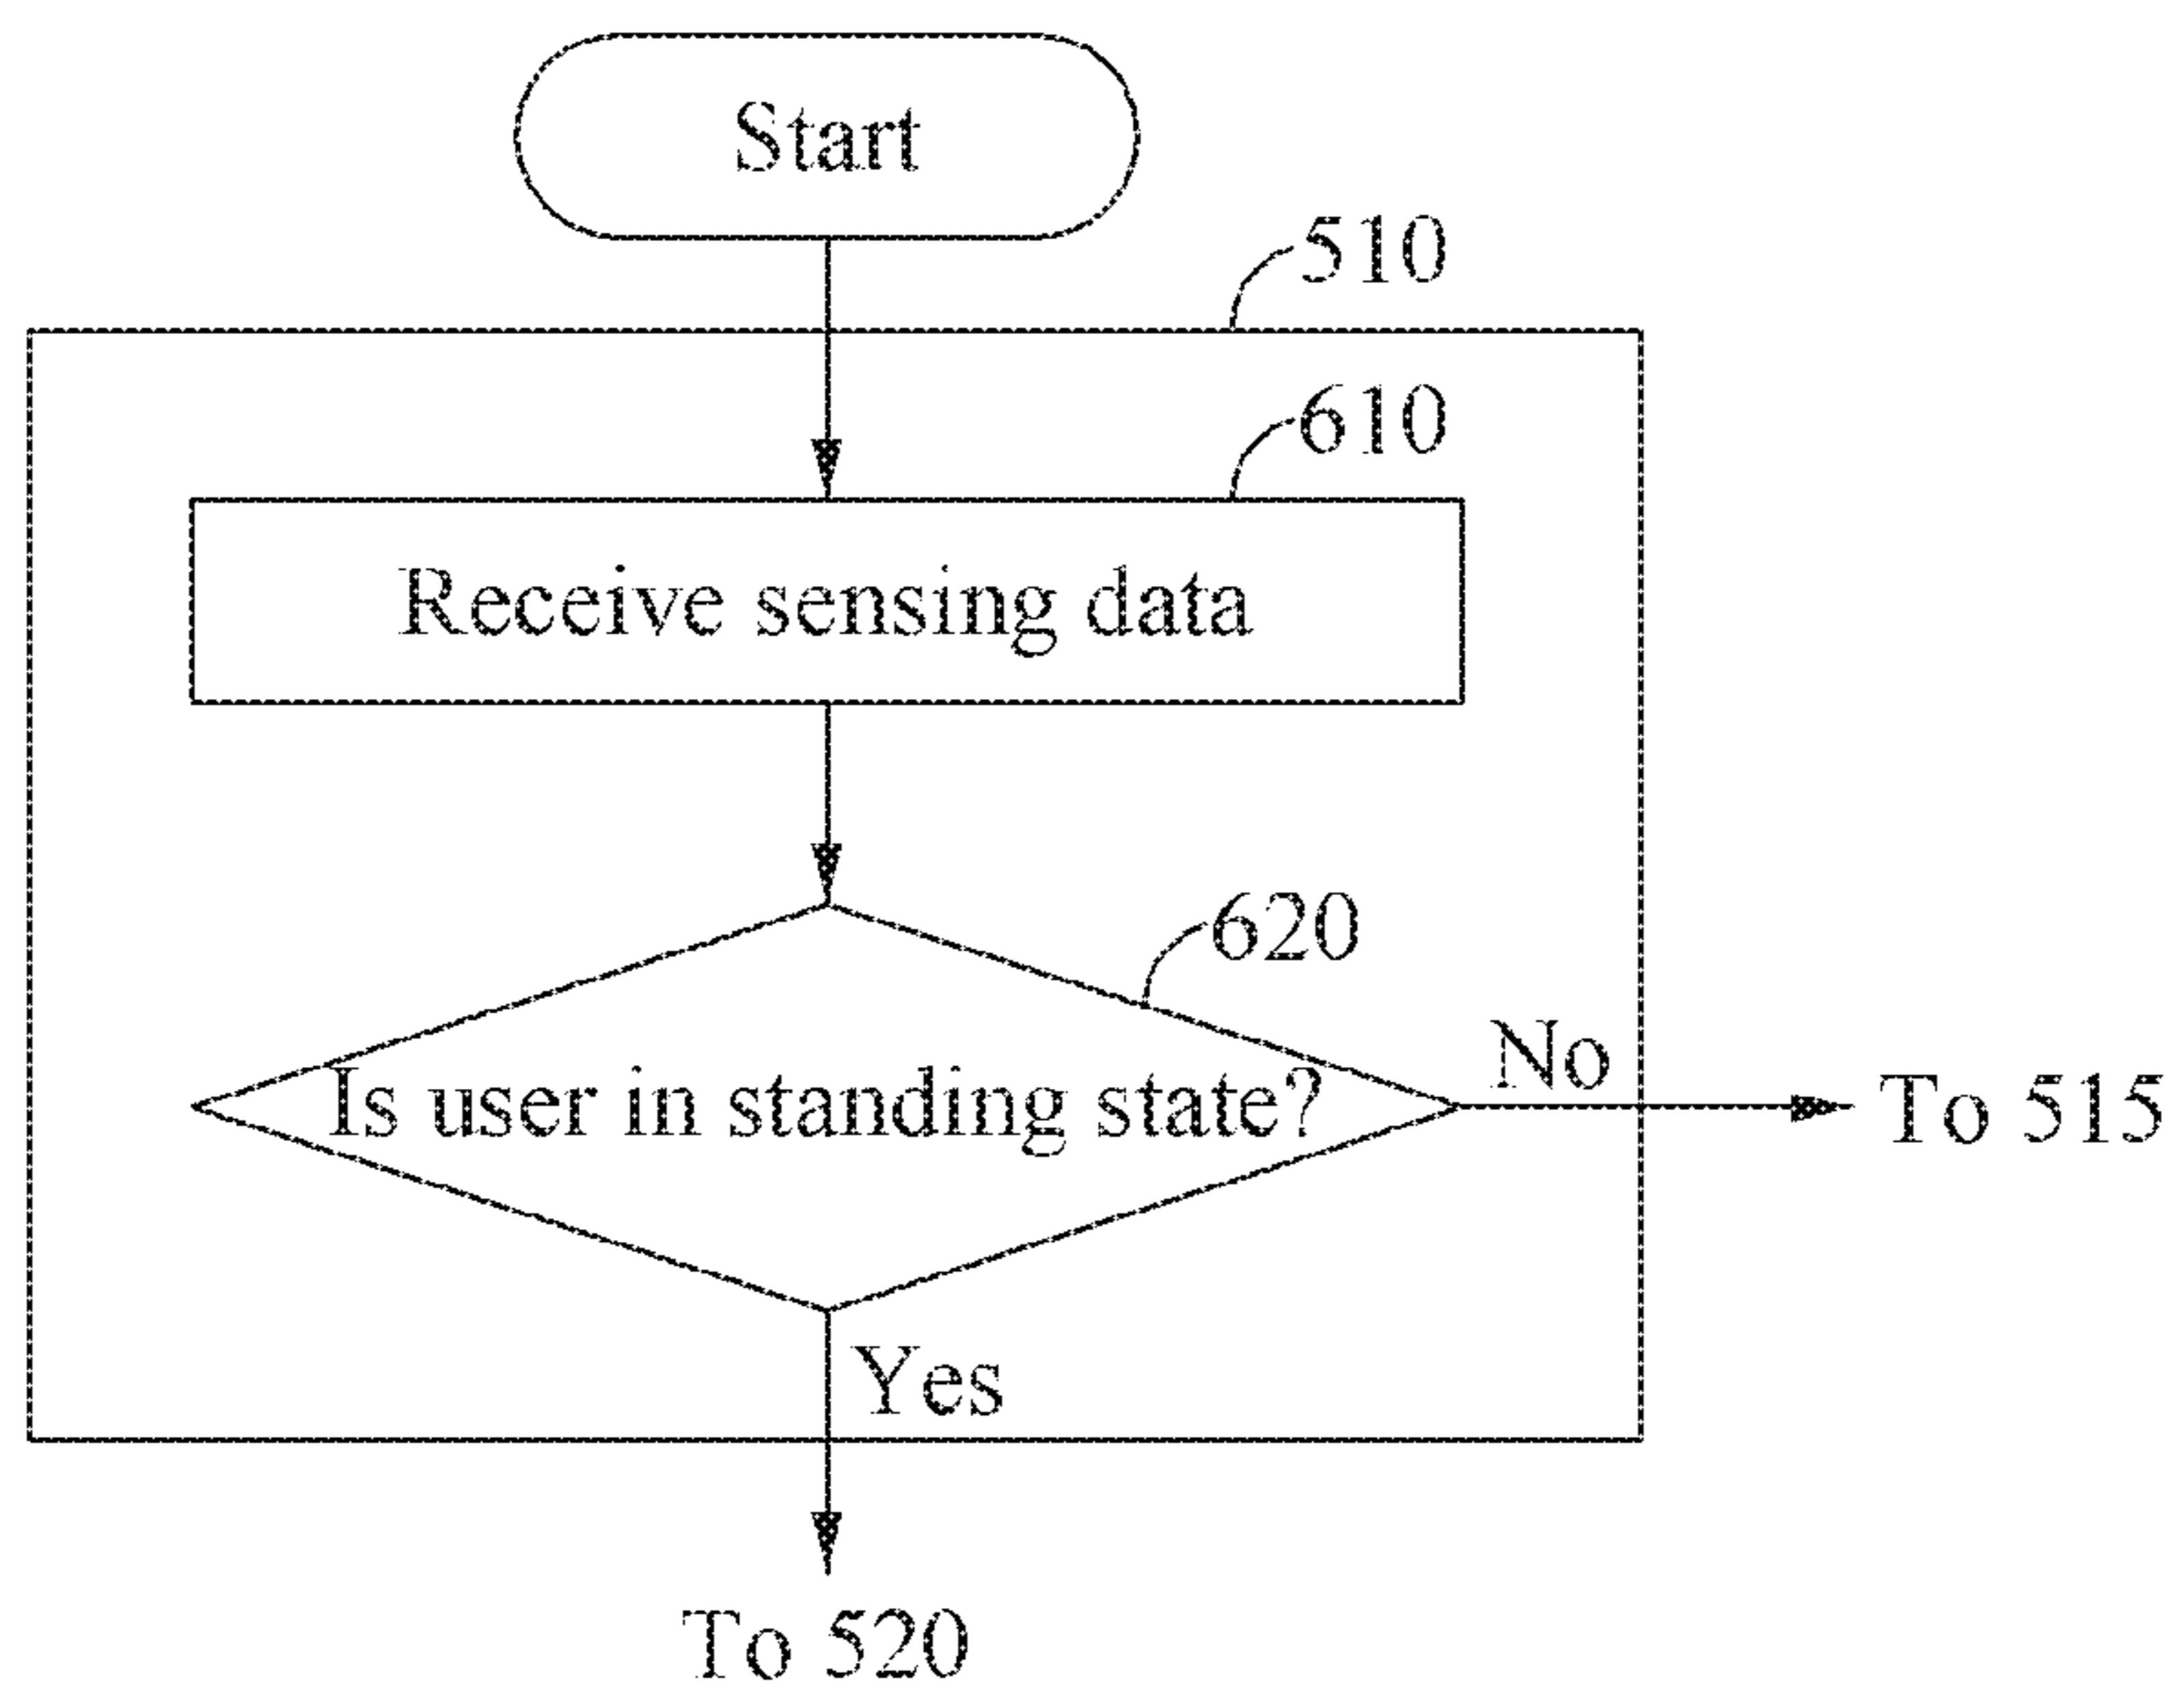 Start
510
610
Receive sensing data
620
Is user in standing state?
No
To 515
Yes
To 520